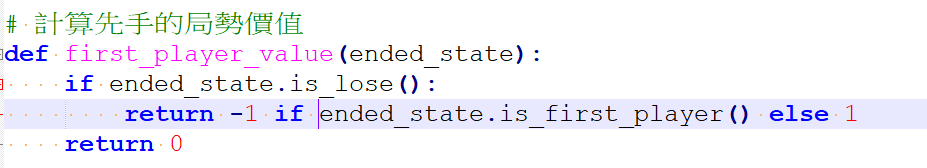 # 計算先手的局勢價值
def first_player_value(ended_state):
    if ended_state.is_lose():
        return -1 if ended_state.is_first_player() else 1
    return 0